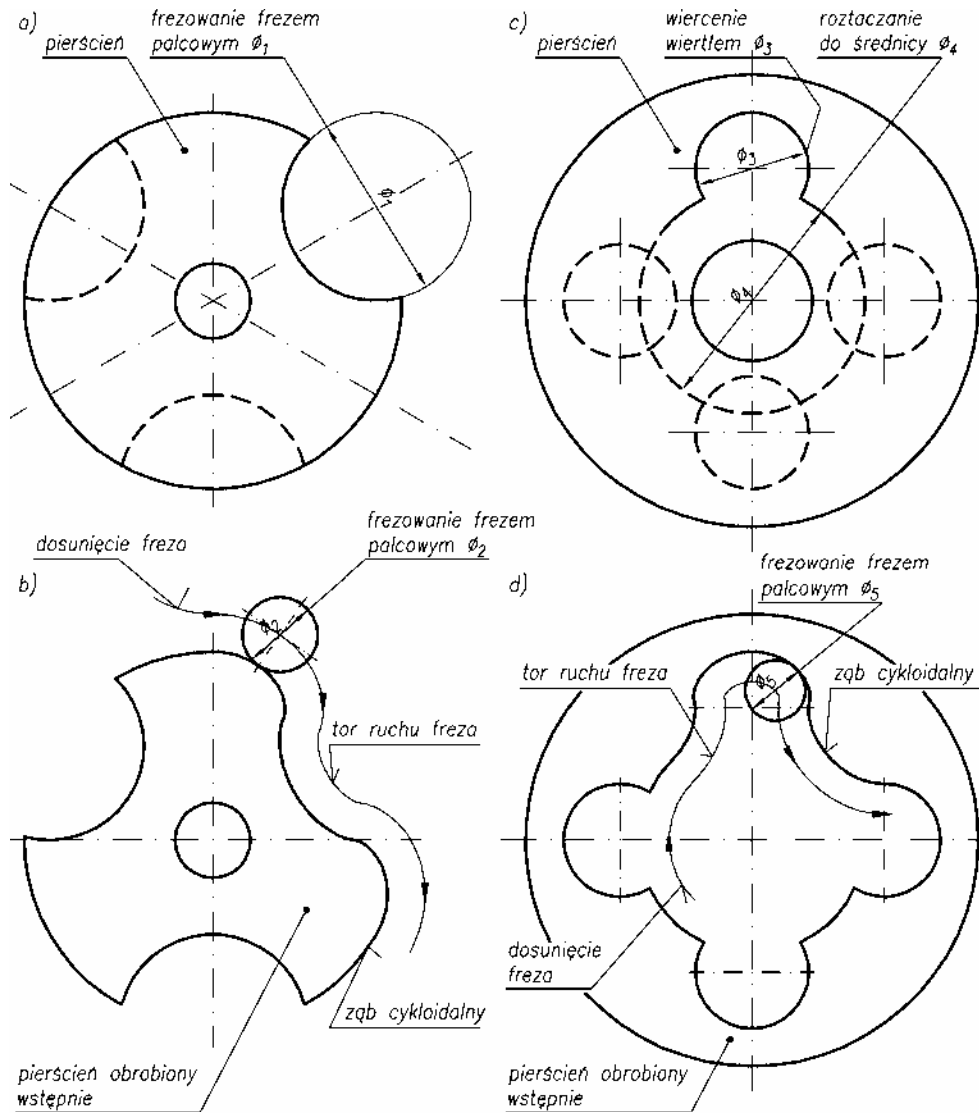 a)
frezowanie frezem
palcowym ϕ₁
pierścień
ϕ₁
c)
wiercenie
wiertłem ϕ₃
pierścień
roztaczanie
do średnicy ϕ₄
ϕ₃
ϕ₄
b)
dosunięcie freza
frezowanie frezem
palcowym ϕ₂
ϕ₂
tor ruchu freza
ząb cykloidalny
pierścień obrobiony
wstępnie
d)
frezowanie frezem
palcowym ϕ₅
tor ruchu freza
ząb cykloidalny
ϕ₅
dosunięcie
freza
pierścień obrobiony
wstępnie